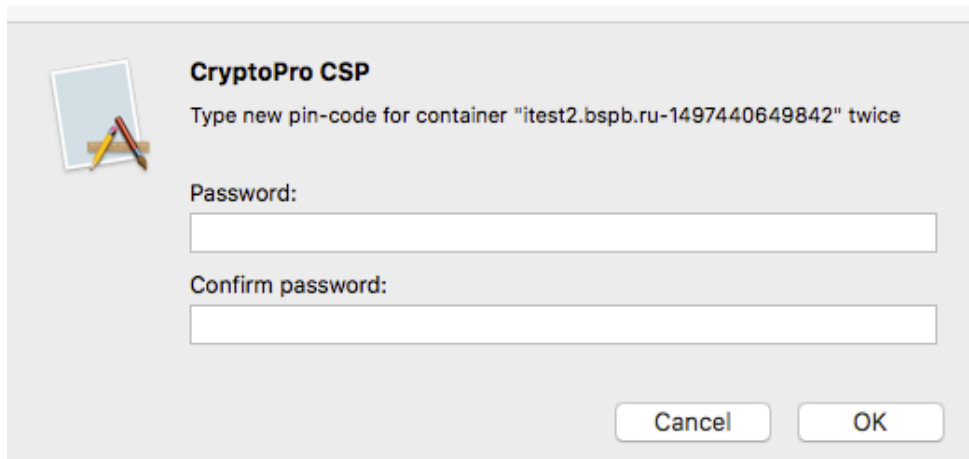 CryptoPro CSP
Type new pin-code for container "itest2.bspb.ru-1497440649842" twice
Password:
Confirm password:
Cancel OK